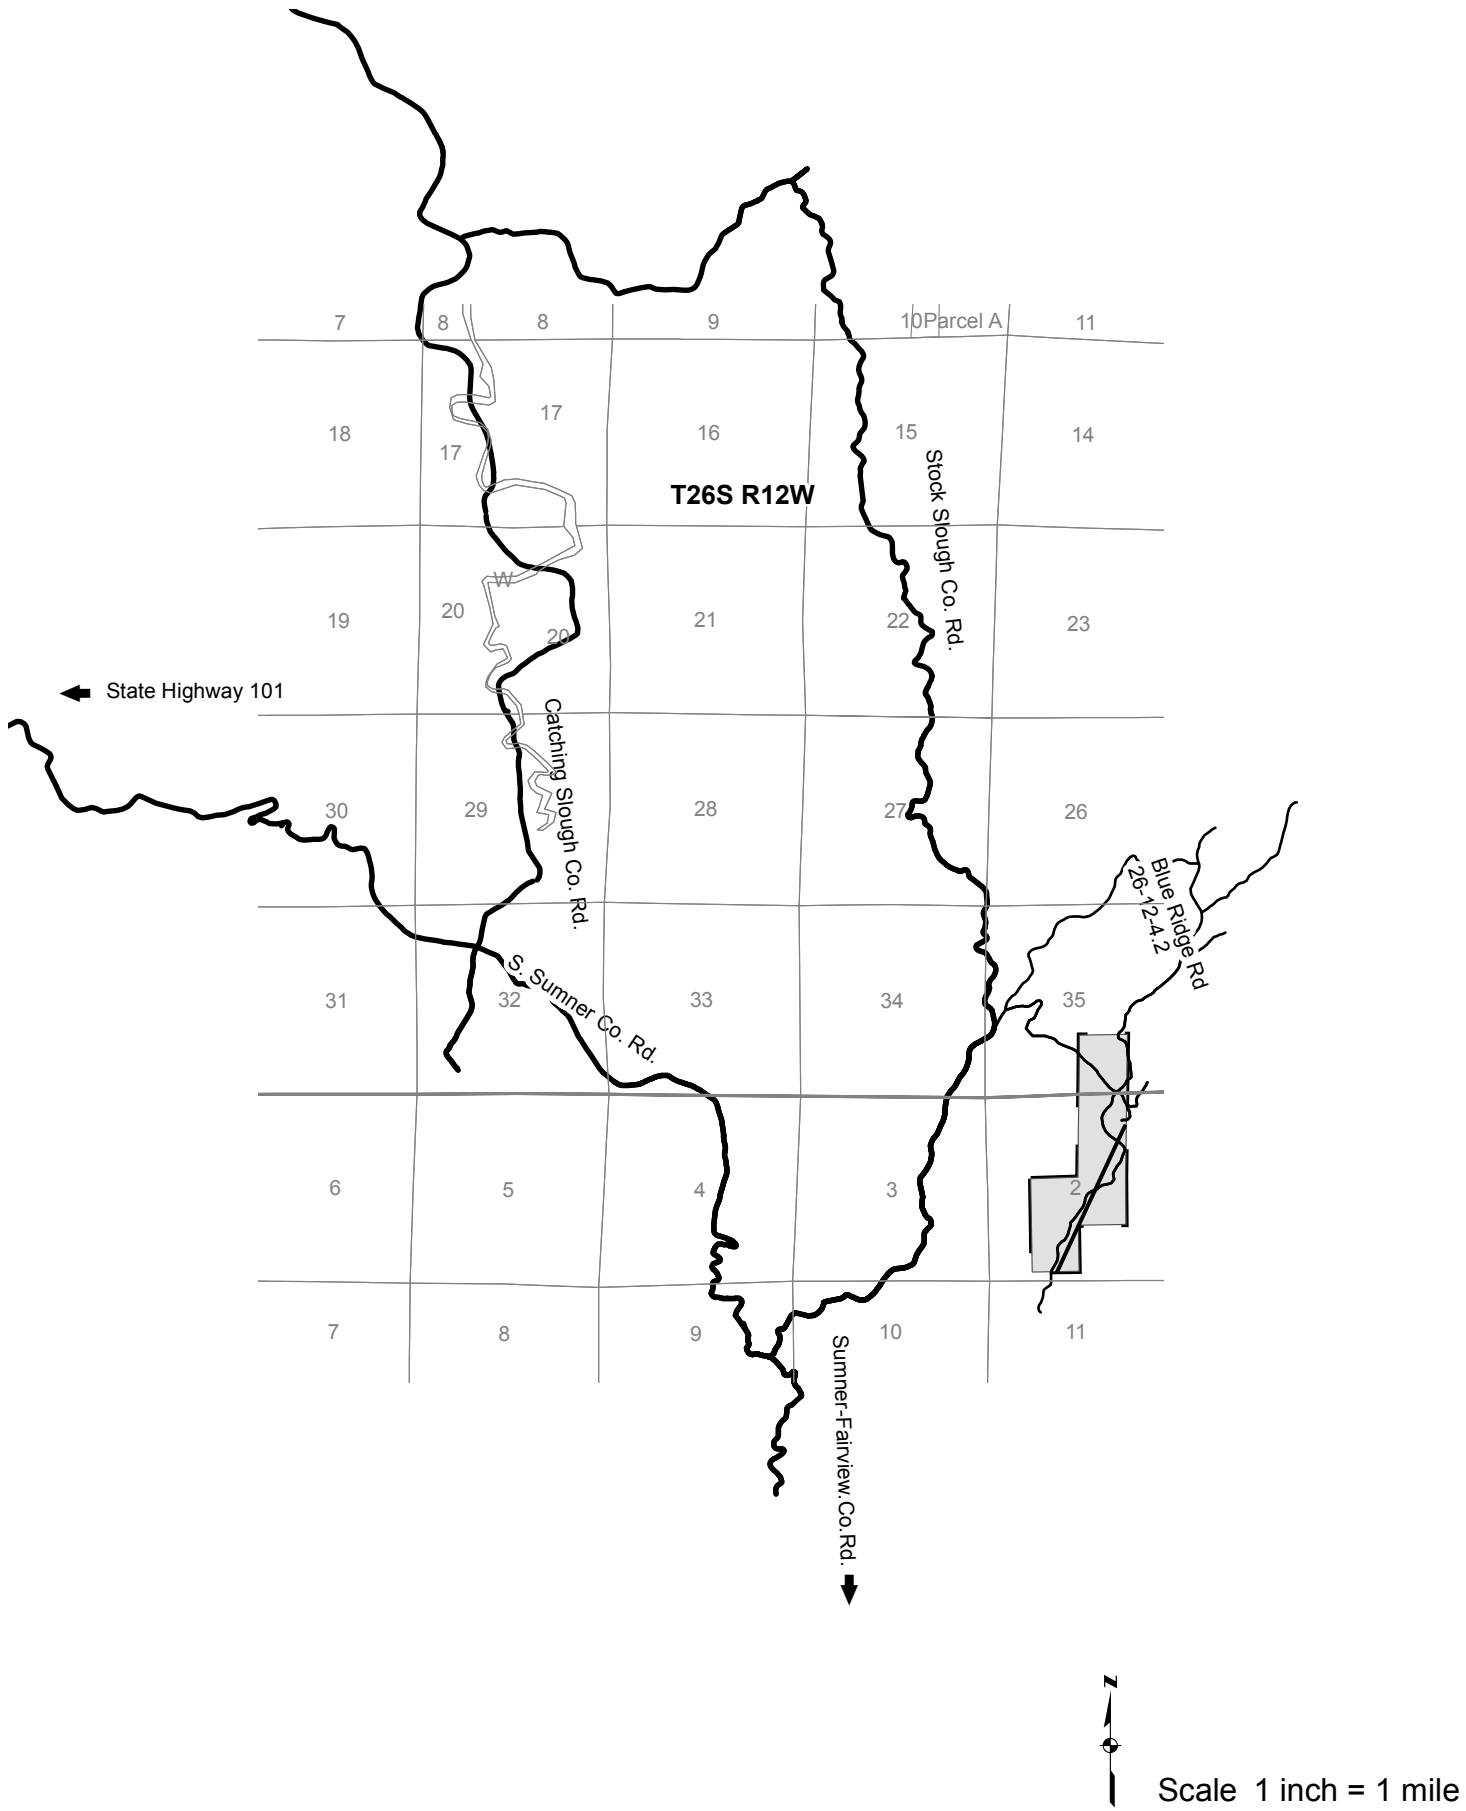 7 8 8 9 10 Parcel A 11
18 17 17 16 15 14
T26S R12W
Stock Slough Co. Rd.
W
19 20 20 21 22 23
State Highway 101
Catching Slough Co. Rd.
30 29 28 27 26
Blue Ridge Rd
26-12-4.2
S. Sumner Co. Rd.
31 32 33 34 35
6 5 4 3 2
7 8 9 10 11
Sumner-Fairview.Co.Rd.
N
Scale 1 inch = 1 mile